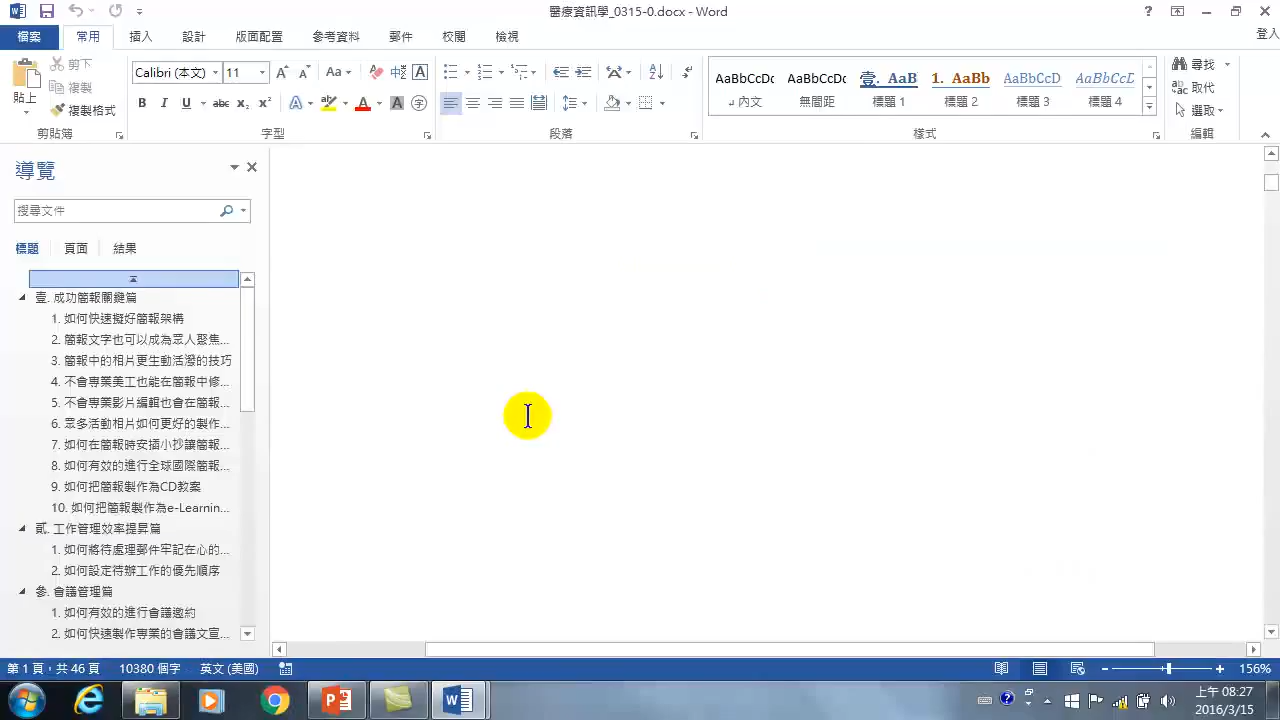 醫療資訊學_0315-0.docx - Word
檔案 常用 插入 設計 版面配置 參考資料 郵件 校閱 檢視 登入
貼上 剪下
複製
複製格式
剪貼簿
Calibri (本文) 11 Aa
B I U abc x₂ x² A A
字型
段落
AaBbCcDc AaBbCcDc 壹. AaB 1. AaBb AaBbCcD AaBbCcL
內文 無間距 標題 1 標題 2 標題 3 標題 4
樣式
尋找
取代
選取
編輯
導覽
搜尋文件
標題 頁面 結果
壹. 成功簡報關鍵篇
1. 如何快速擬好簡報架構
2. 簡報文字也可以成為眾人聚焦...
3. 簡報中的相片更生動活潑的技巧
4. 不會專業美工也能在簡報中修...
5. 不會專業影片編輯也會在簡報...
6. 眾多活動相片如何更好的製作...
7. 如何在簡報時安插小抄讓簡報...
8. 如何有效的進行全球國際簡報...
9. 如何把簡報製作為CD教案
10. 如何把簡報製作為e-Learnin...
貳. 工作管理效率提昇篇
1. 如何將待處理郵件牢記在心的...
2. 如何設定待辦工作的優先順序
參. 會議管理篇
1. 如何有效的進行會議邀約
2. 如何快速製作專業的會議文宣...
第 1 頁，共 46 頁 10380 個字 英文 (美國) 156%
上午 08:27
2016/3/15